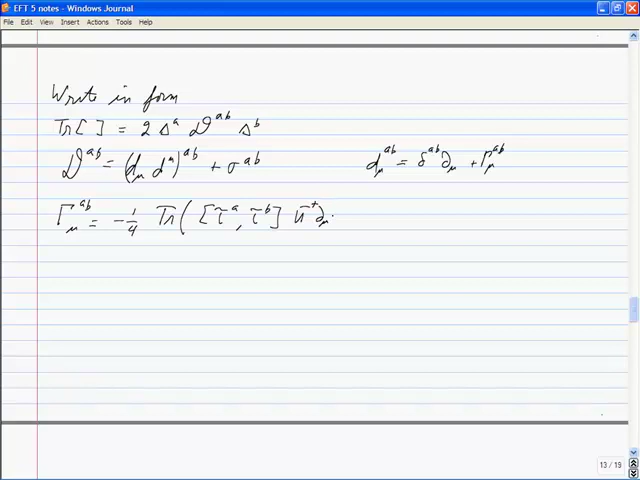 EFT 5 notes - Windows Journal
File Edit View Insert Actions Tools Help
Write in form
Tr[ ] = 2 Δ^a 𝒟^{ab} Δ^b
𝒟^{ab} = (d_μ d^μ)^{ab} + σ^{ab} d_μ^{ab} = δ^{ab} ∂_μ + Γ_μ^{ab}
Γ_μ^{ab} = -1/4 Tr( [τ̃^a, τ̃^b] ū^+ ∂_μ
13 / 19